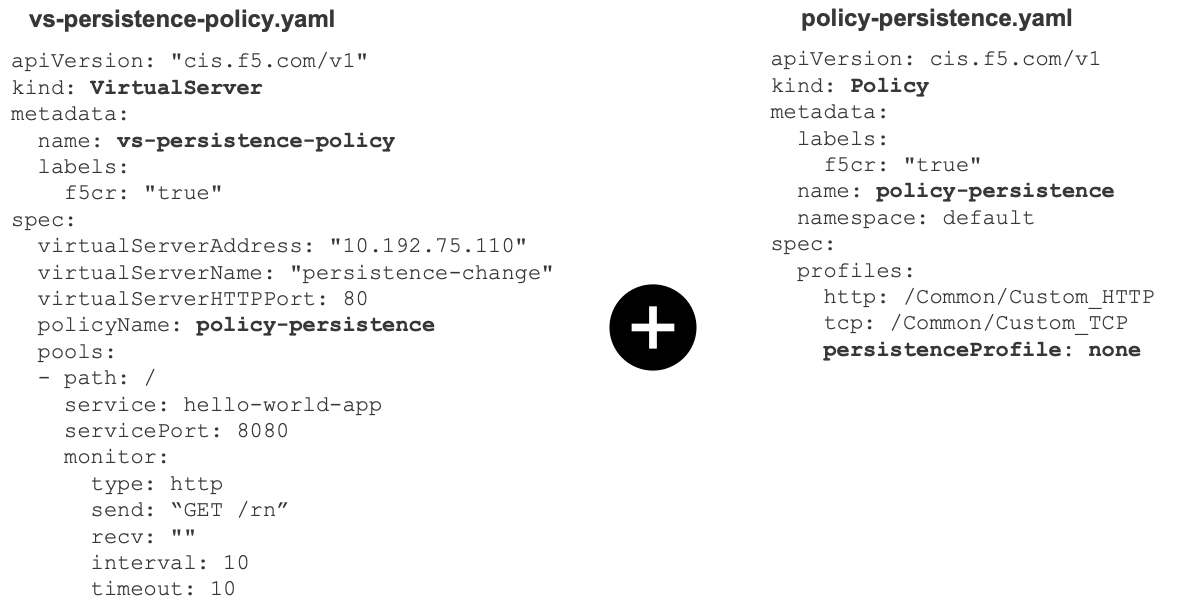 vs-persistence-policy.yaml
apiVersion: "cis.f5.com/v1"
kind: VirtualServer
metadata:
  name: vs-persistence-policy
  labels:
    f5cr: "true"
spec:
  virtualServerAddress: "10.192.75.110"
  virtualServerName: "persistence-change"
  virtualServerHTTPPort: 80
  policyName: policy-persistence
  pools:
  - path: /
    service: hello-world-app
    servicePort: 8080
    monitor:
      type: http
      send: “GET /rn”
      recv: ""
      interval: 10
      timeout: 10
policy-persistence.yaml
apiVersion: cis.f5.com/v1
kind: Policy
metadata:
  labels:
    f5cr: "true"
  name: policy-persistence
  namespace: default
spec:
  profiles:
    http: /Common/Custom_HTTP
    tcp: /Common/Custom_TCP
    persistenceProfile: none